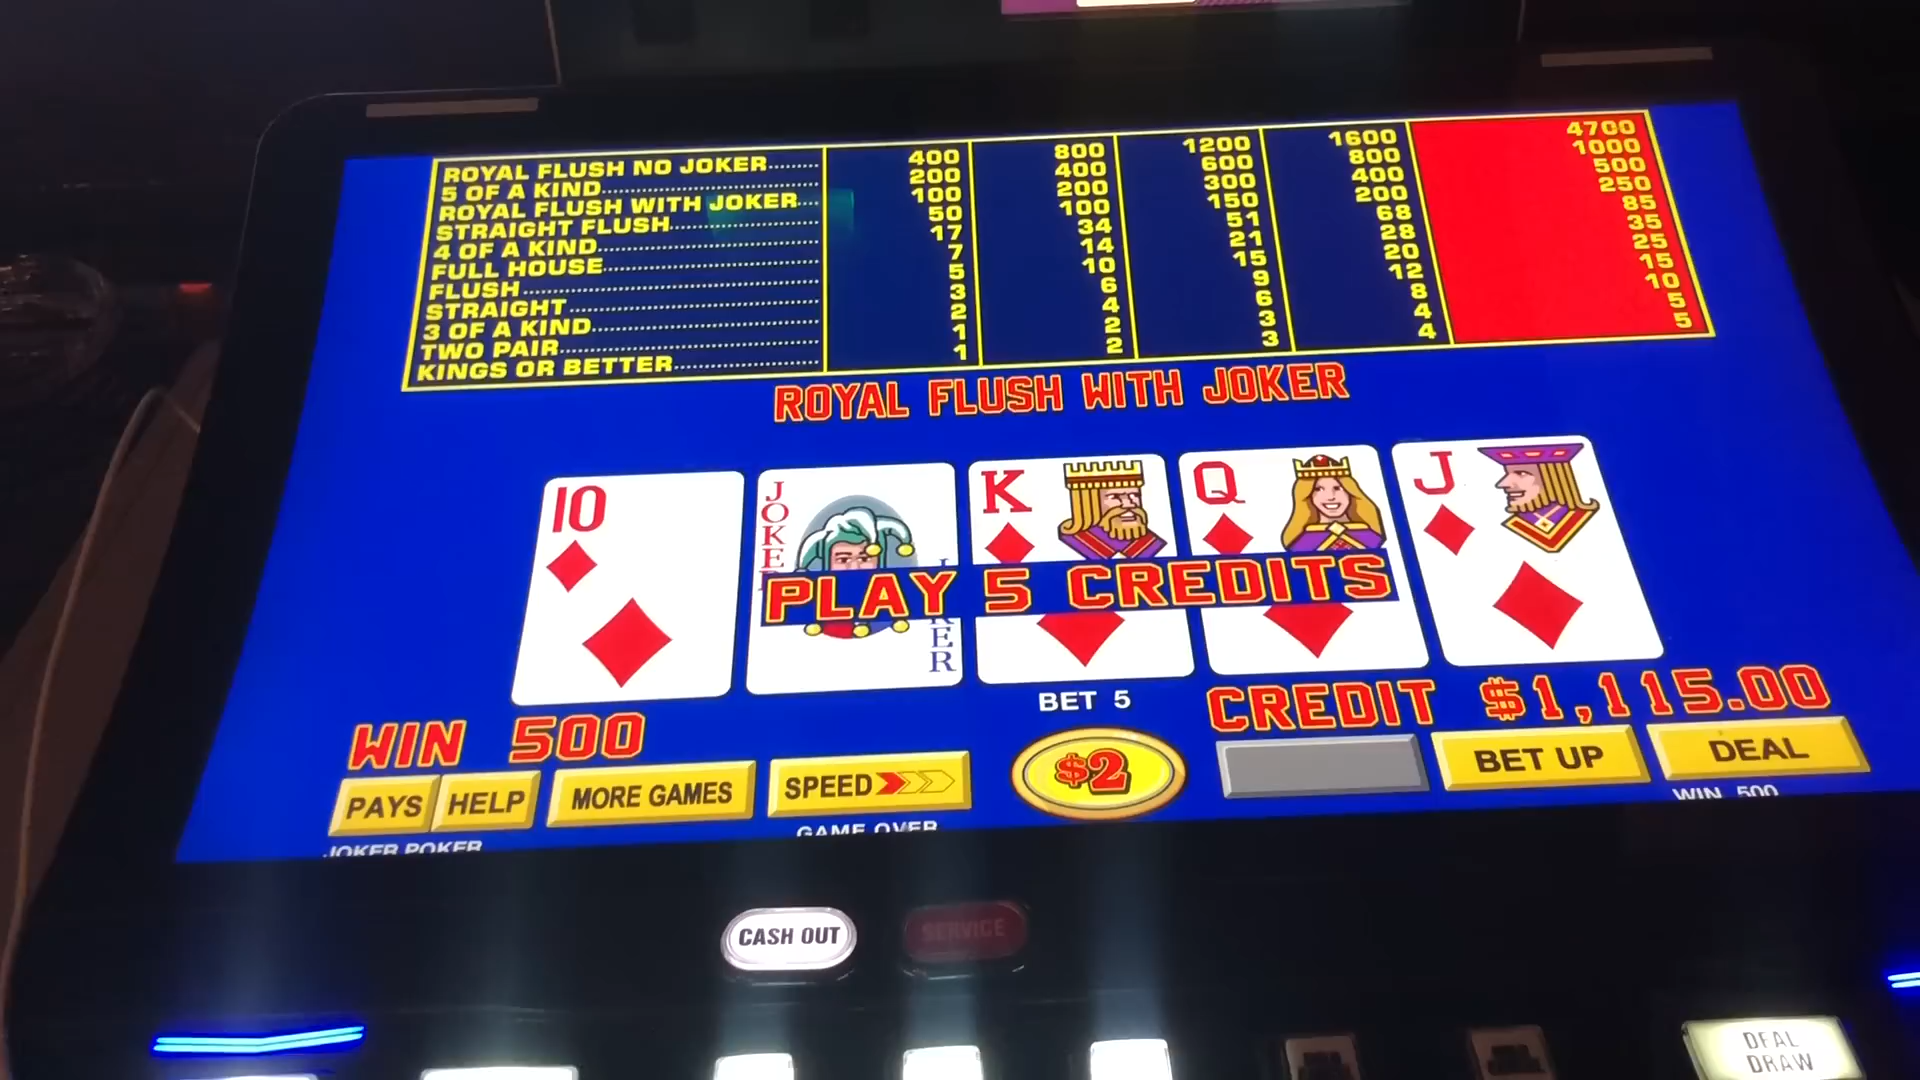 ROYAL FLUSH NO JOKER........ 400 800 1200 1600 4700
5 OF A KIND........ 200 400 600 800 1000
ROYAL FLUSH WITH JOKER.... 100 200 300 400 500
STRAIGHT FLUSH........ 50 100 150 200 250
4 OF A KIND........ 17 34 51 68 85
FULL HOUSE........ 7 14 21 28 35
FLUSH........ 5 10 15 20 25
STRAIGHT........ 3 6 9 12 15
3 OF A KIND........ 2 4 6 8 10
TWO PAIR........ 1 2 3 4 5
KINGS OR BETTER........ 1 2 3 4 5
ROYAL FLUSH WITH JOKER
10 JOKER K Q J
PLAY 5 CREDITS
WIN 500
BET 5
CREDIT $1,115.00
PAYS HELP MORE GAMES SPEED $2 BET UP DEAL
JOKER POKER GAME OVER WIN 500
CASH OUT SERVICE
DEAL
DRAW